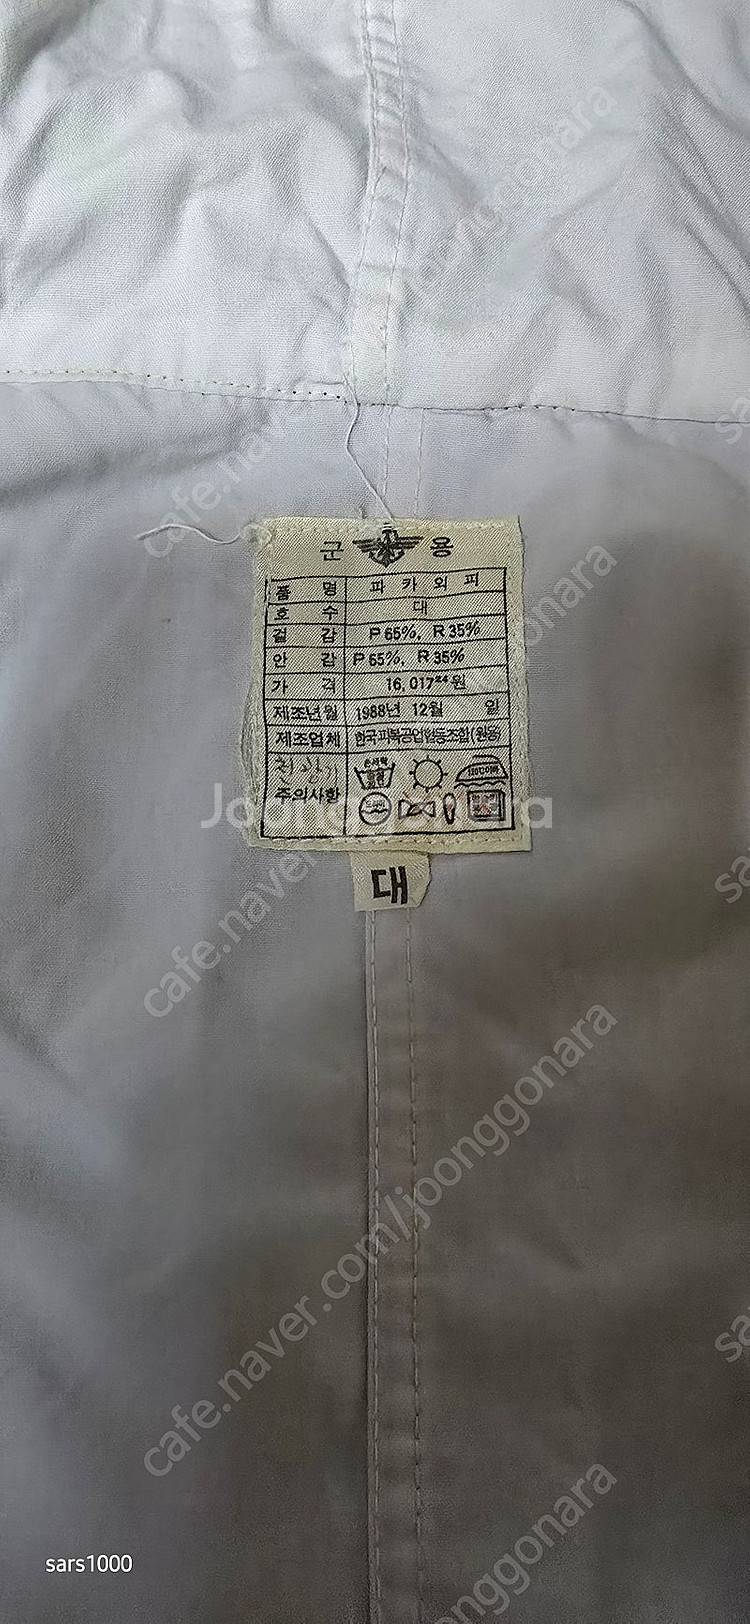 군 용
품 명 파 카 외 피
호 수 대
겉 감 P 65%, R 35%
안 감 P 65%, R 35%
가 격 16,017원
제조년월 1988년 12월 일
제조업체 한국피복공업협동조합(원풍)
주의사항
대
Joonggonara
cafe.naver.com/joonggonara
sars1000